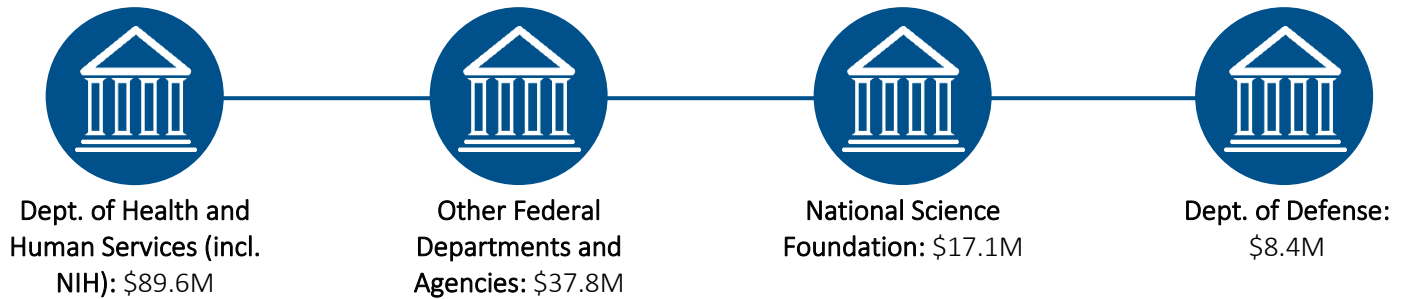 Dept. of Health and
Human Services (incl.
NIH): $89.6M
Other Federal
Departments and
Agencies: $37.8M
National Science
Foundation: $17.1M
Dept. of Defense:
$8.4M